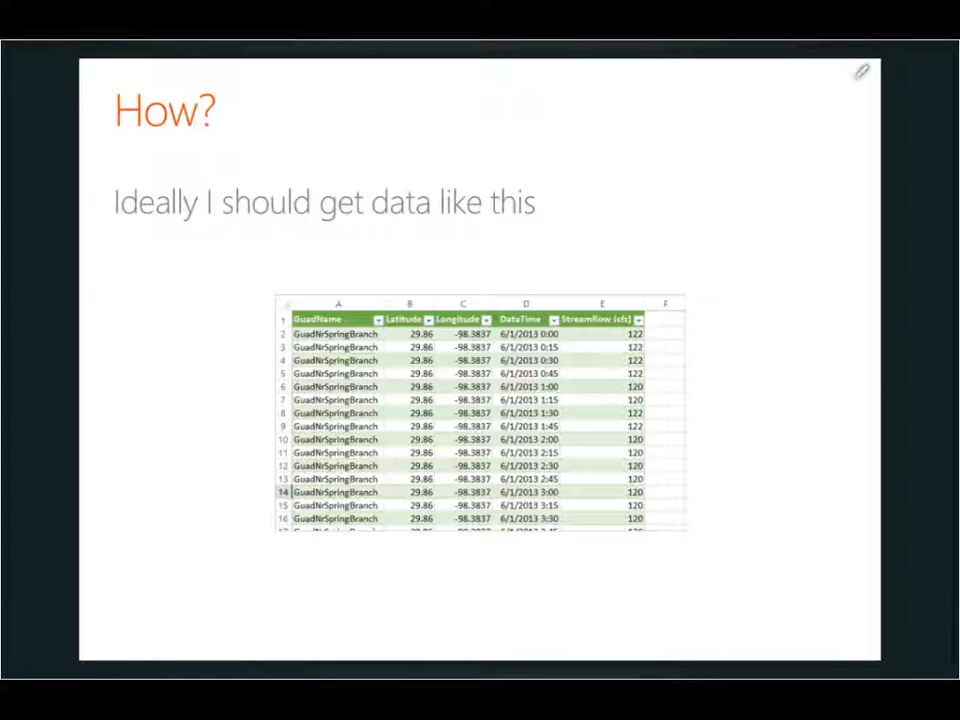 How?
Ideally I should get data like this
A B C D E F
1 GuadName Latitude Longitude DataTime Streamflow (cfs)
2 GuadNrSpringBranch 29.86 -98.3837 6/1/2013 0:00 122
3 GuadNrSpringBranch 29.86 -98.3837 6/1/2013 0:15 122
4 GuadNrSpringBranch 29.86 -98.3837 6/1/2013 0:30 122
5 GuadNrSpringBranch 29.86 -98.3837 6/1/2013 0:45 122
6 GuadNrSpringBranch 29.86 -98.3837 6/1/2013 1:00 120
7 GuadNrSpringBranch 29.86 -98.3837 6/1/2013 1:15 120
8 GuadNrSpringBranch 29.86 -98.3837 6/1/2013 1:30 122
9 GuadNrSpringBranch 29.86 -98.3837 6/1/2013 1:45 122
10 GuadNrSpringBranch 29.86 -98.3837 6/1/2013 2:00 120
11 GuadNrSpringBranch 29.86 -98.3837 6/1/2013 2:15 120
12 GuadNrSpringBranch 29.86 -98.3837 6/1/2013 2:30 120
13 GuadNrSpringBranch 29.86 -98.3837 6/1/2013 2:45 120
14 GuadNrSpringBranch 29.86 -98.3837 6/1/2013 3:00 120
15 GuadNrSpringBranch 29.86 -98.3837 6/1/2013 3:15 120
16 GuadNrSpringBranch 29.86 -98.3837 6/1/2013 3:30 120